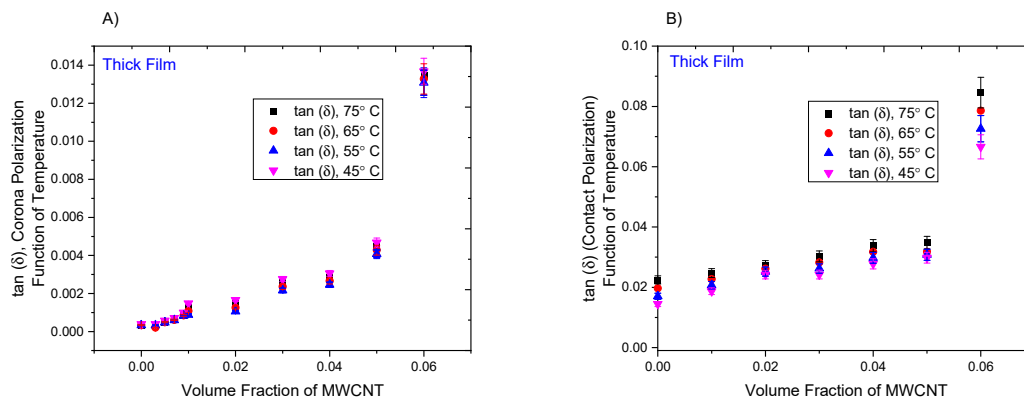 A)
tan (δ), Corona Polarization
Function of Temperature
Thick Film
tan (δ), 75° C
tan (δ), 65° C
tan (δ), 55° C
tan (δ), 45° C
0.014
0.012
0.010
0.008
0.006
0.004
0.002
0.000
0.00
0.02
0.04
0.06
Volume Fraction of MWCNT
B)
tan (δ) (Contact Polarization)
Function of Temperature
Thick Film
tan (δ), 75° C
tan (δ), 65° C
tan (δ), 55° C
tan (δ), 45° C
0.10
0.08
0.06
0.04
0.02
0.00
0.00
0.02
0.04
0.06
Volume Fraction of MWCNT